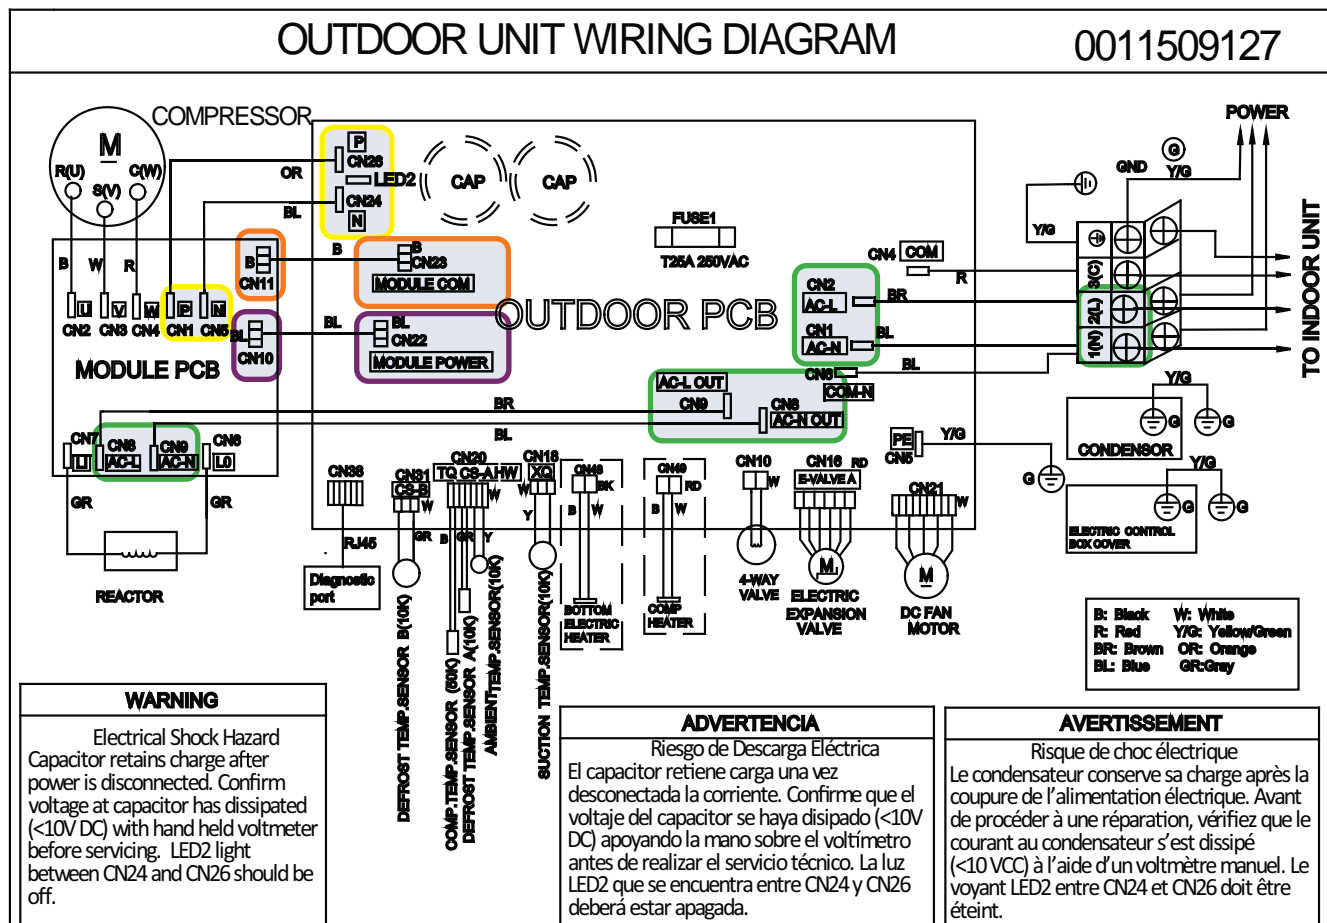 OUTDOOR UNIT WIRING DIAGRAM
0011509127
COMPRESSOR
M
R(U)
S(V)
C(W)
B
W
R
U
V
W
P
N
CN2
CN3
CN4
CN1
CN5
MODULE PCB
B
CN11
BL
CN10
CN7
LI
CN8
AC-L
CN9
AC-N
CN6
L0
GR
GR
REACTOR
OR
BL
B
BL
P
CN26
LED2
CN24
N
CAP
CAP
B
CN23
MODULE COM
BL
CN22
MODULE POWER
OUTDOOR PCB
FUSE1
T25A 250VAC
CN4
COM
R
CN2
AC-L
BR
CN1
AC-N
BL
CN6
COM-N
BL
AC-L OUT
CN9
CN8
AC-N OUT
BR
BL
PE
CN5
Y/G
G
POWER
GND
G
Y/G
Y/G
3(C)
2(L)
1(N)
TO INDOOR UNIT
Y/G
G
G
CONDENSOR
Y/G
G
G
ELECTRIC CONTROL
BOX COVER
CN38
RJ45
Diagnostic
port
CN31
CS-B
W
GR
DEFROST TEMP.SENSOR B(10K)
CN20
TQ CS-A HW
W
B
GR
Y
COMP.TEMP.SENSOR (50K)
DEFROST TEMP.SENSOR A(10K)
AMBIENT TEMP.SENSOR(10K)
CN18
XQ
W
Y
SUCTION TEMP.SENSOR(10K)
CN48
BK
B
W
BOTTOM
ELECTRIC
HEATER
CN49
RD
B
W
COMP
HEATER
CN10
W
4-WAY
VALVE
CN16
RD
E-VALVE A
M
ELECTRIC
EXPANSION
VALVE
CN21
W
M
DC FAN
MOTOR
B: Black W: White
R: Red Y/G: Yellow/Green
BR: Brown OR: Orange
BL: Blue GR:Gray
WARNING
Electrical Shock Hazard
Capacitor retains charge after
power is disconnected. Confirm
voltage at capacitor has dissipated
(<10V DC) with hand held voltmeter
before servicing. LED2 light
between CN24 and CN26 should be
off.
ADVERTENCIA
Riesgo de Descarga Eléctrica
El capacitor retiene carga una vez
desconectada la corriente. Confirme que el
voltaje del capacitor se haya disipado (<10V
DC) apoyando la mano sobre el voltímetro
antes de realizar el servicio técnico. La luz
LED2 que se encuentra entre CN24 y CN26
deberá estar apagada.
AVERTISSEMENT
Risque de choc électrique
Le condensateur conserve sa charge après la
coupure de l'alimentation électrique. Avant
de procéder à une réparation, vérifiez que le
courant au condensateur s'est dissipé
(<10 VCC) à l'aide d'un voltmètre manuel. Le
voyant LED2 entre CN24 et CN26 doit être
éteint.